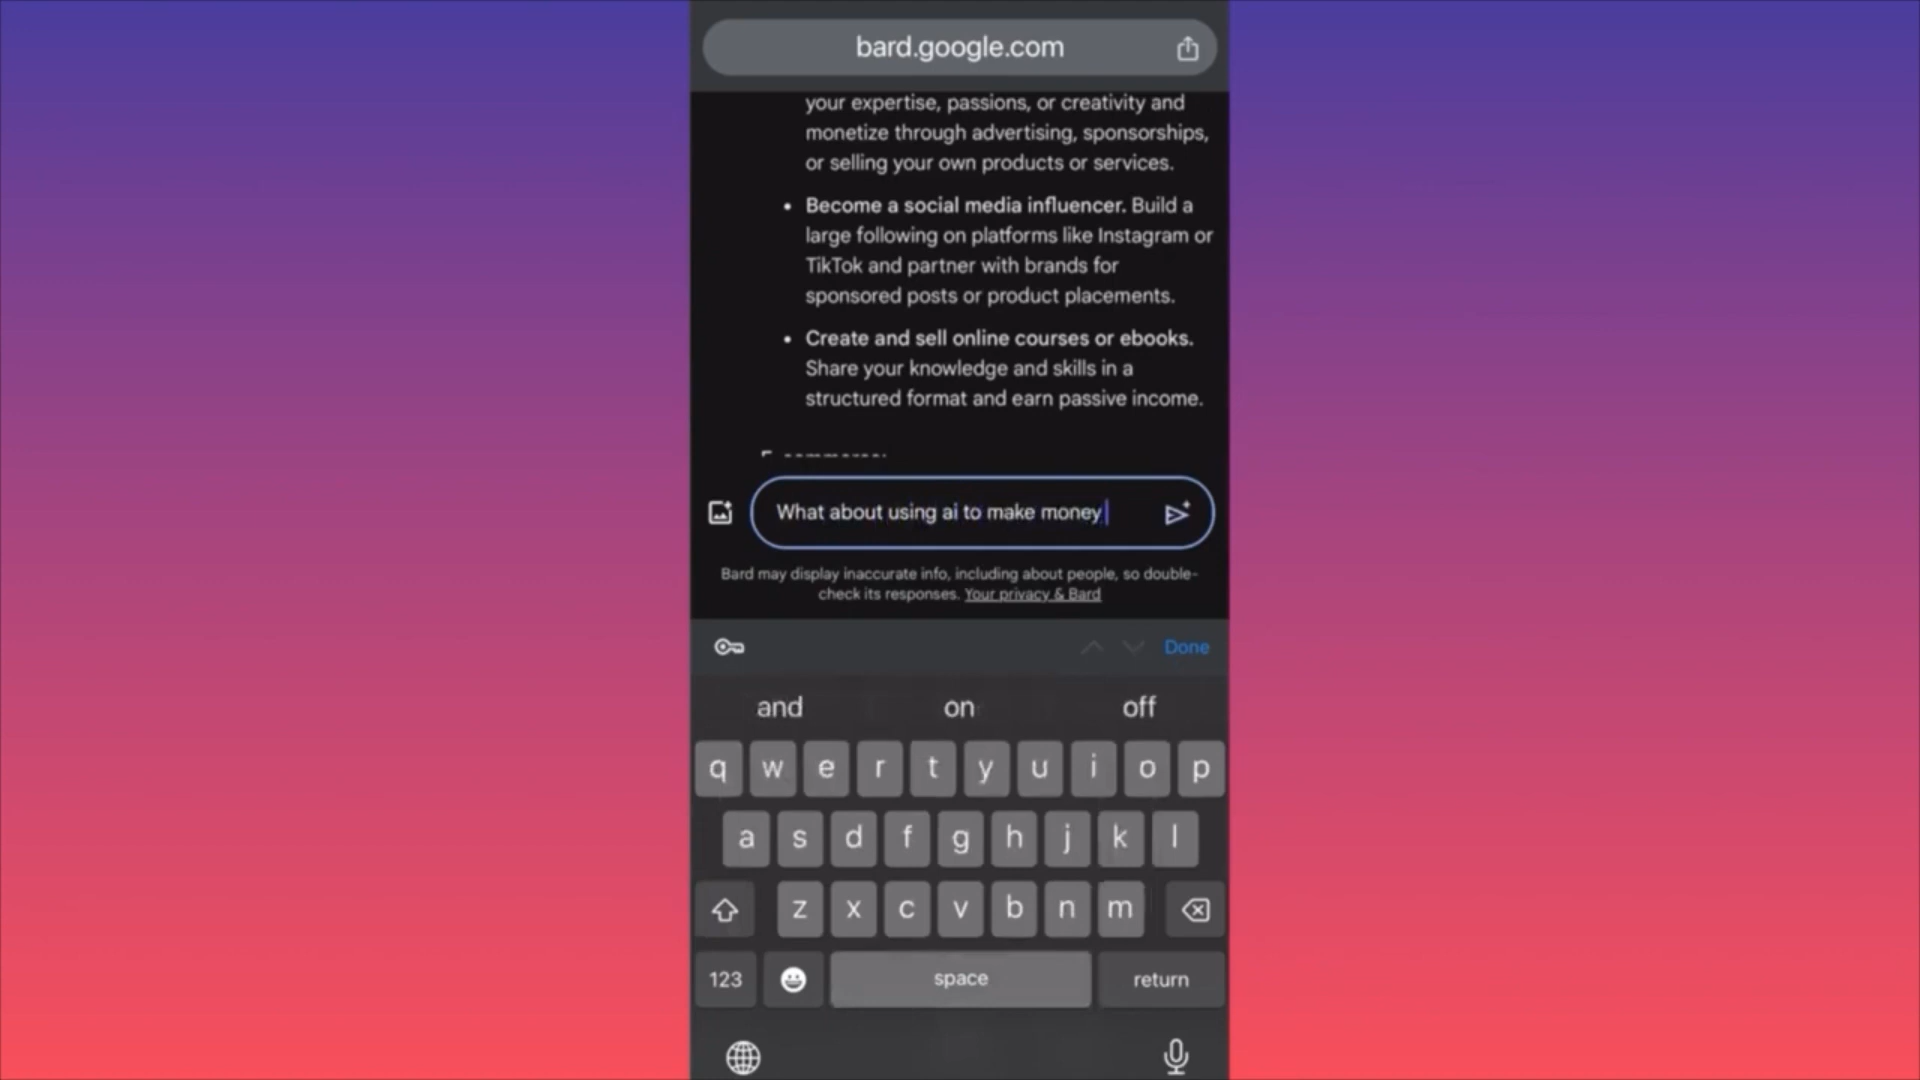 bard.google.com
your expertise, passions, or creativity and
monetize through advertising, sponsorships,
or selling your own products or services.
• Become a social media influencer. Build a
large following on platforms like Instagram or
TikTok and partner with brands for
sponsored posts or product placements.
• Create and sell online courses or ebooks.
Share your knowledge and skills in a
structured format and earn passive income.
What about using ai to make money
Bard may display inaccurate info, including about people, so double-
check its responses. Your privacy & Bard
Done
and on off
q w e r t y u i o p
a s d f g h j k l
z x c v b n m
123 space return